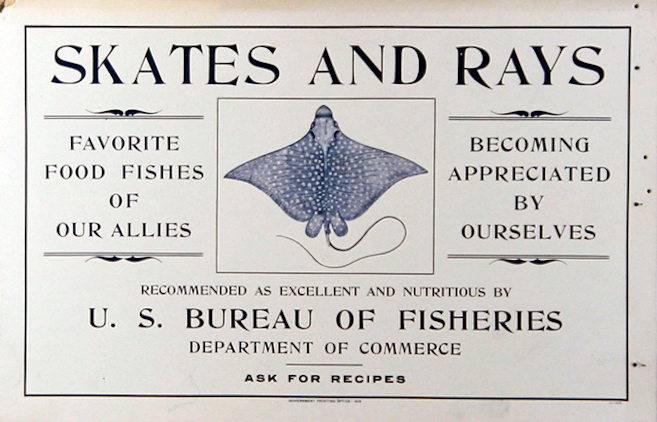 SKATES AND RAYS
FAVORITE
FOOD FISHES
OF
OUR ALLIES
BECOMING
APPRECIATED
BY
OURSELVES
RECOMMENDED AS EXCELLENT AND NUTRITIOUS BY
U. S. BUREAU OF FISHERIES
DEPARTMENT OF COMMERCE
ASK FOR RECIPES
GOVERNMENT PRINTING OFFICE